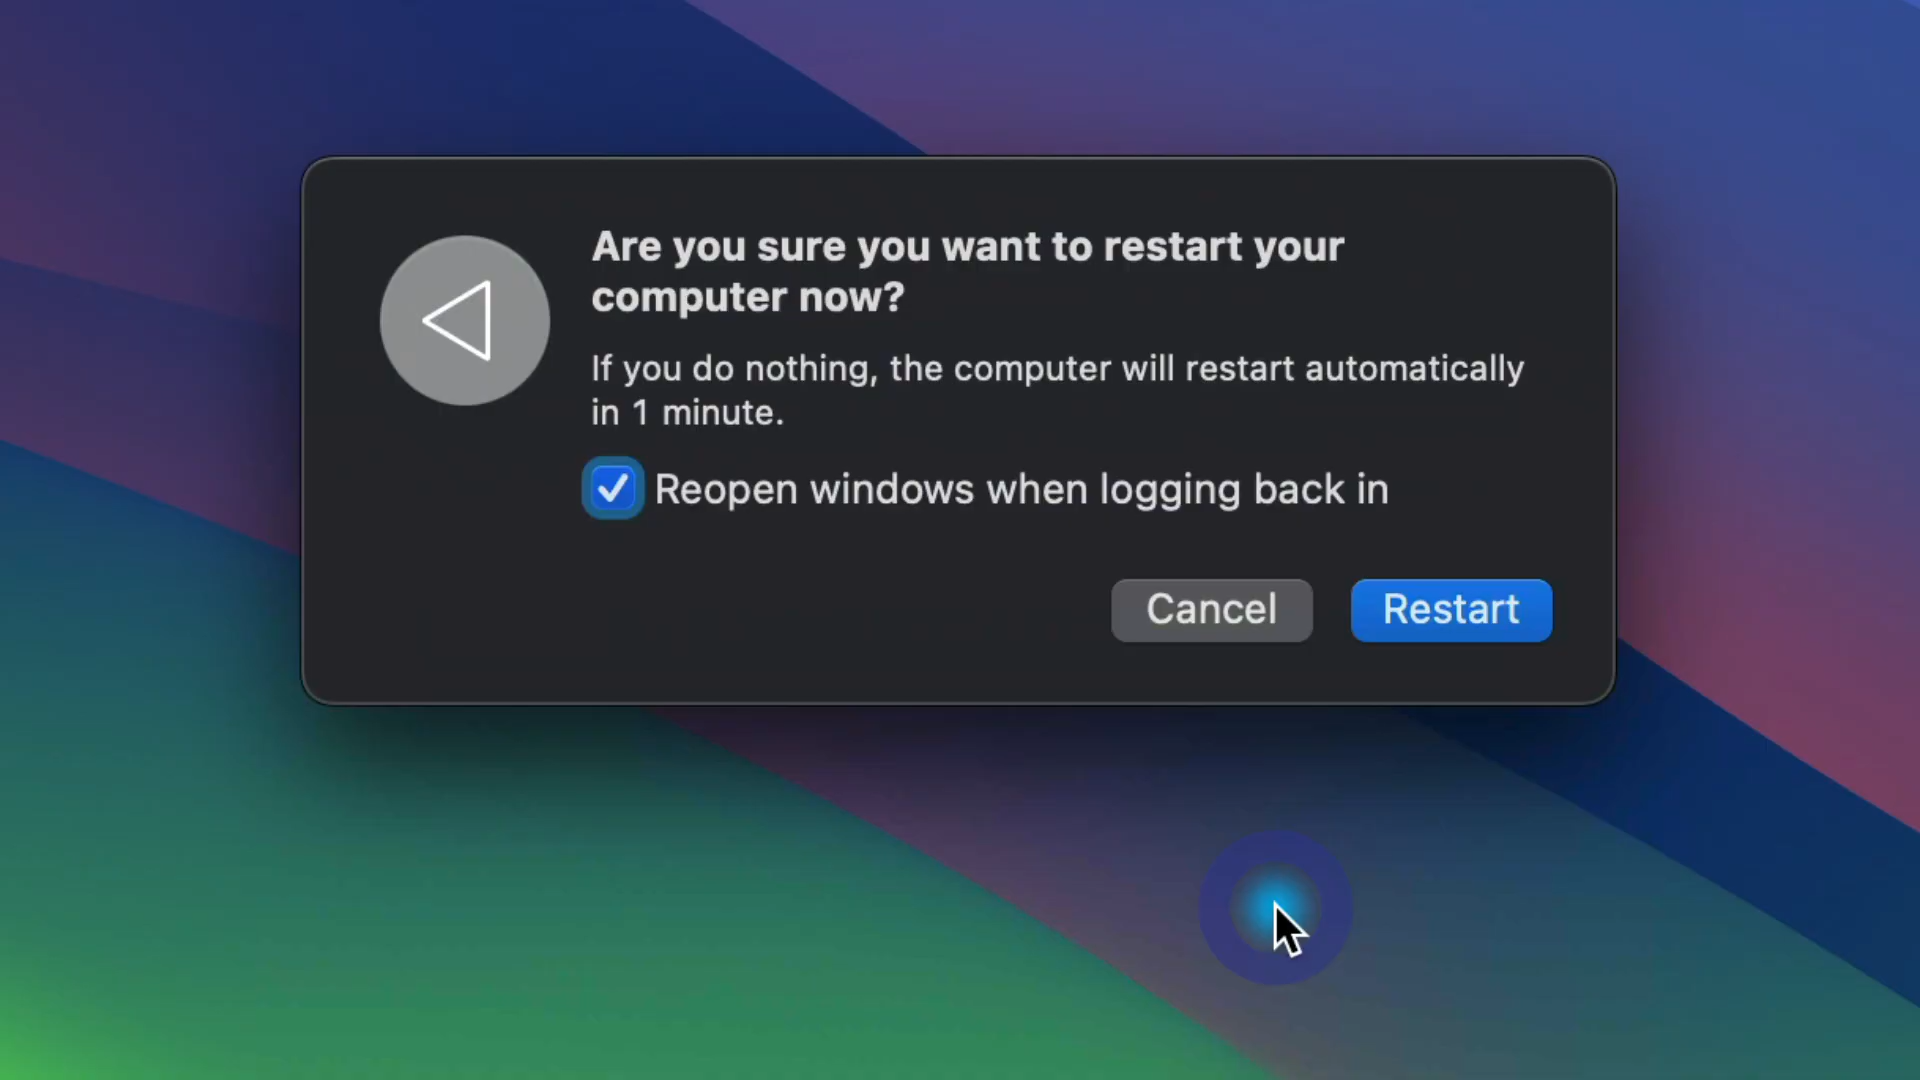 Are you sure you want to restart your
computer now?
If you do nothing, the computer will restart automatically
in 1 minute.
Reopen windows when logging back in
Cancel Restart